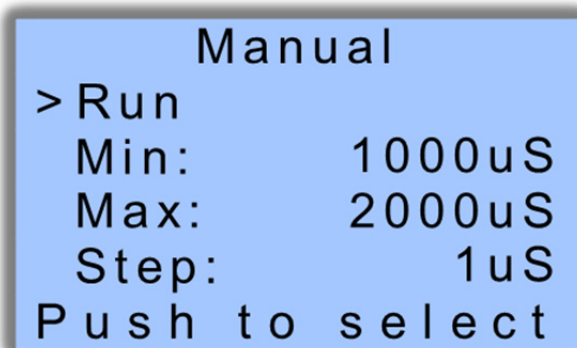 Manual
>Run
Min: 1000uS
Max: 2000uS
Step: 1uS
Push to select